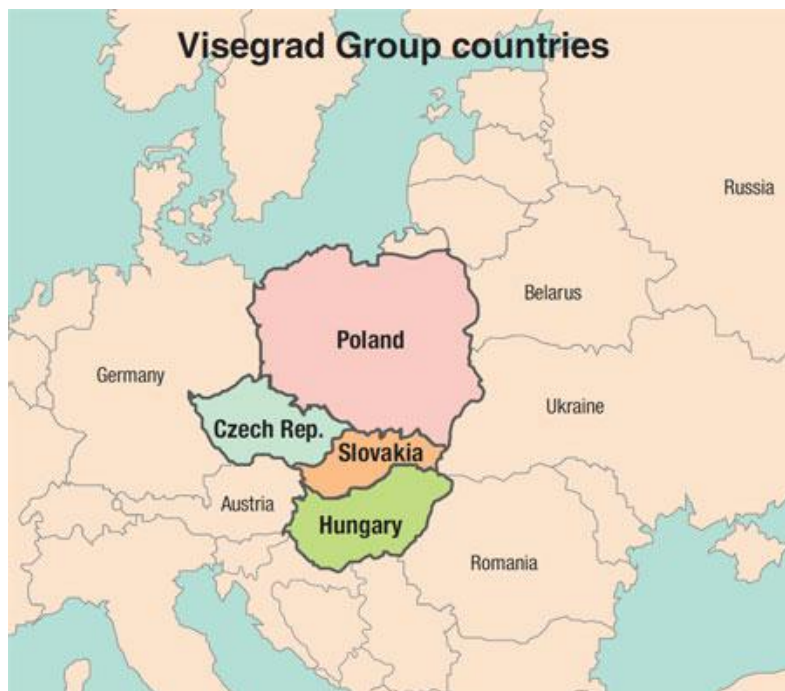 Visegrad Group countries
Russia
Belarus
Poland
Germany
Ukraine
Czech Rep.
Slovakia
Austria
Hungary
Romania